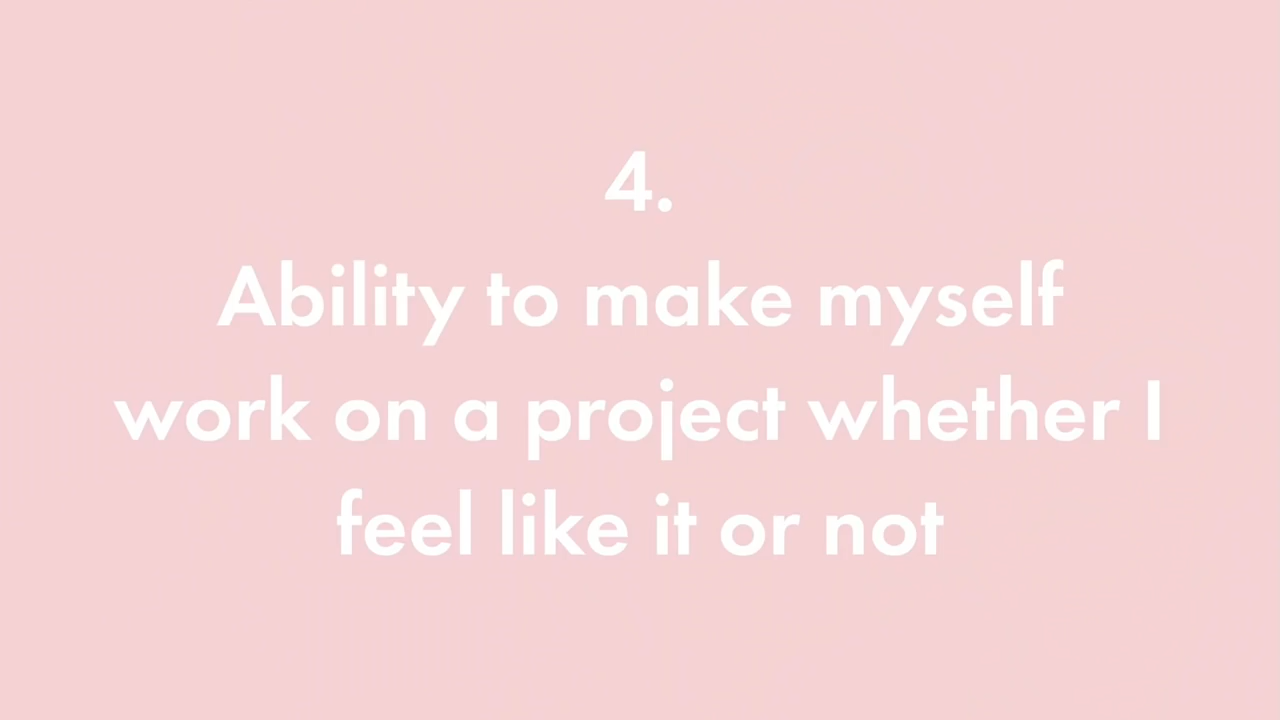 4.
Ability to make myself
work on a project whether I
feel like it or not